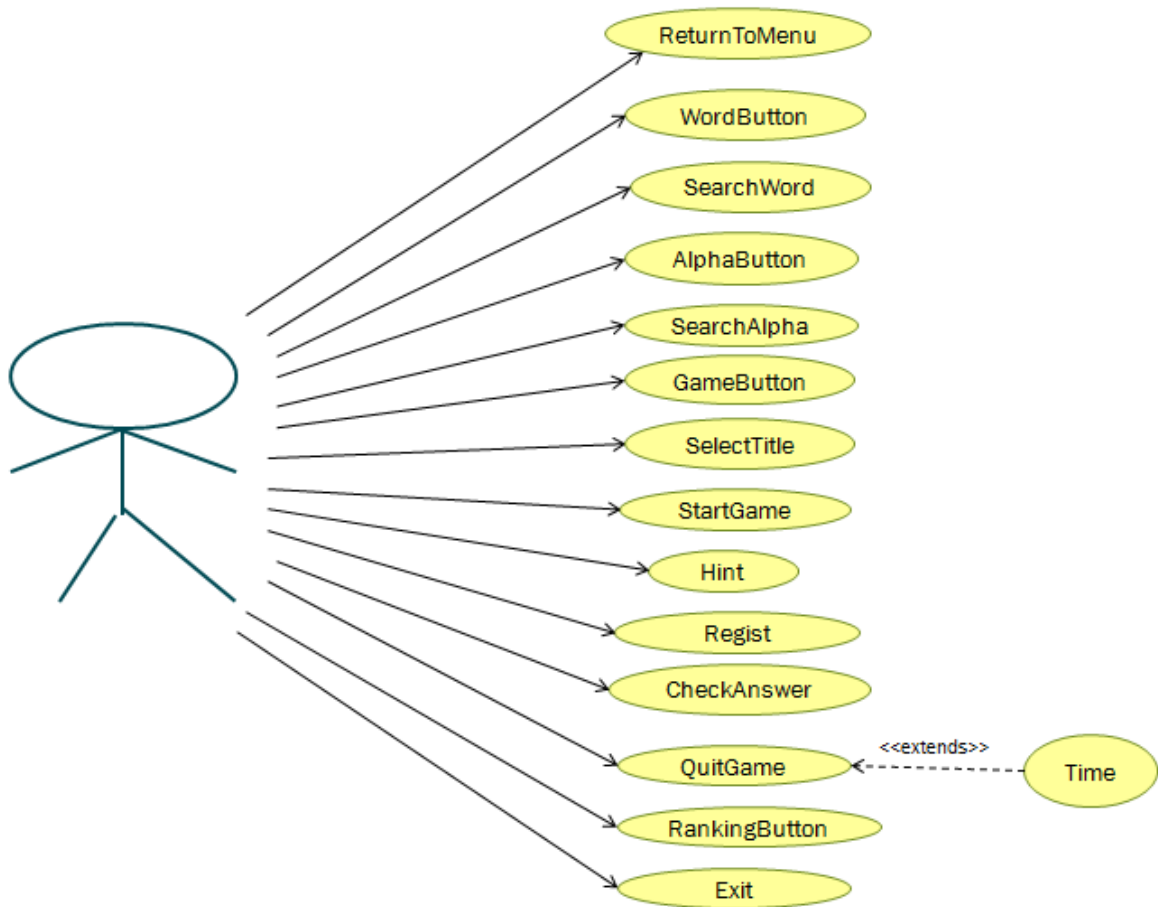 ReturnToMenu
WordButton
SearchWord
AlphaButton
SearchAlpha
GameButton
SelectTitle
StartGame
Hint
Regist
CheckAnswer
<<extends>>
QuitGame
Time
RankingButton
Exit